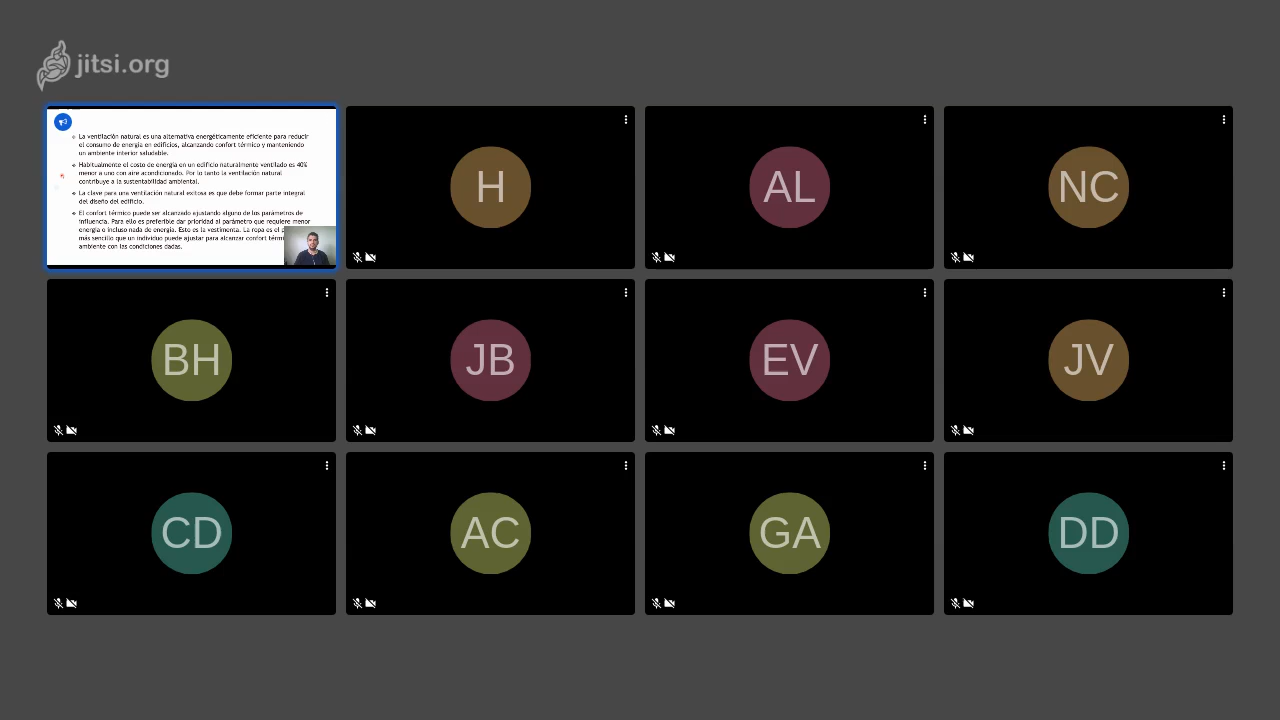 jitsi.org
La ventilación natural es una alternativa energéticamente eficiente para reducir
el consumo de energía en edificios, alcanzando confort térmico y manteniendo
un ambiente interior saludable.
Habitualmente el costo de energía en un edificio naturalmente ventilado es 40%
menor a uno con aire acondicionado. Por lo tanto la ventilación natural
contribuye a la sustentabilidad ambiental.
La clave para una ventilación natural exitosa es que debe formar parte integral
del diseño del edificio.
El confort térmico puede ser alcanzado ajustando alguno de los parámetros de
influencia. Para ello es preferible dar prioridad al parámetro que requiere menor
energía o incluso nada de energía. Esto es la vestimenta. La ropa es el
más sencillo que un individuo puede ajustar para alcanzar confort
ambiente con las condiciones dadas.
H
AL
NC
BH
JB
EV
JV
CD
AC
GA
DD